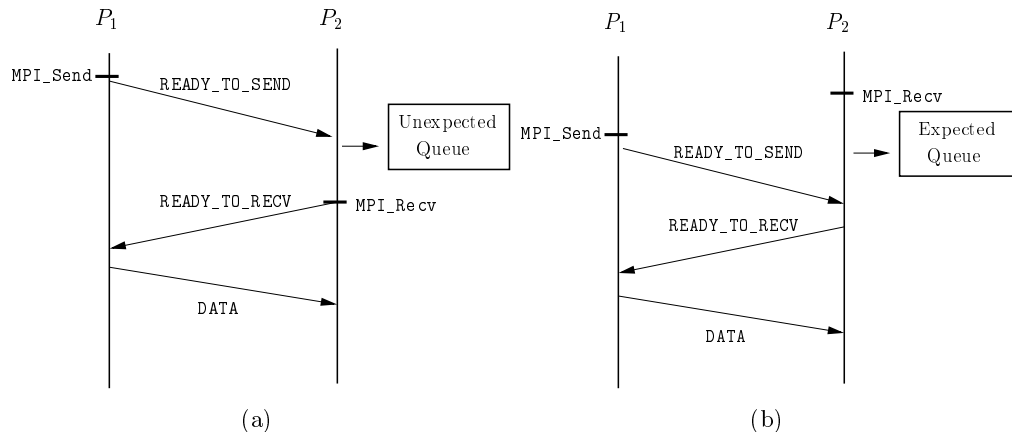 P1
P2
MPI_Send
READY_TO_SEND
Unexpected
Queue
READY_TO_RECV
MPI_Recv
DATA
(a)
P1
P2
MPI_Recv
MPI_Send
Expected
Queue
READY_TO_SEND
READY_TO_RECV
DATA
(b)